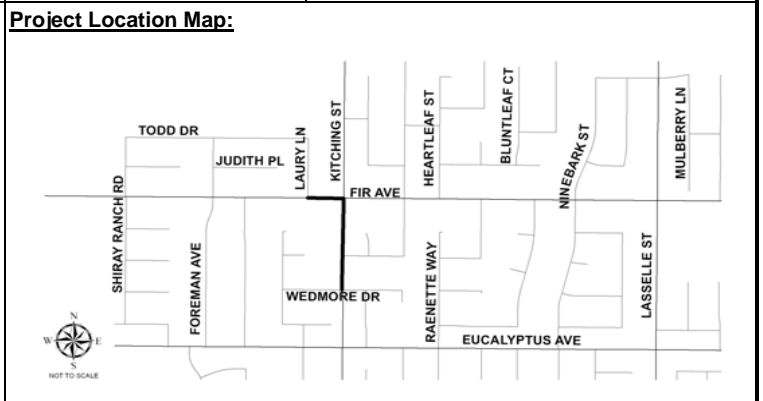 Project Location Map:
TODD DR
JUDITH PL
LAURY LN
KITCHING ST
HEARTLEAF ST
BLUNTLEAF CT
NINEBARK ST
MULBERRY LN
FIR AVE
SHIRAY RANCH RD
FOREMAN AVE
WEDMORE DR
RAENETTE WAY
LASSELLE ST
EUCALYPTUS AVE
N
W
E
S
NOT TO SCALE